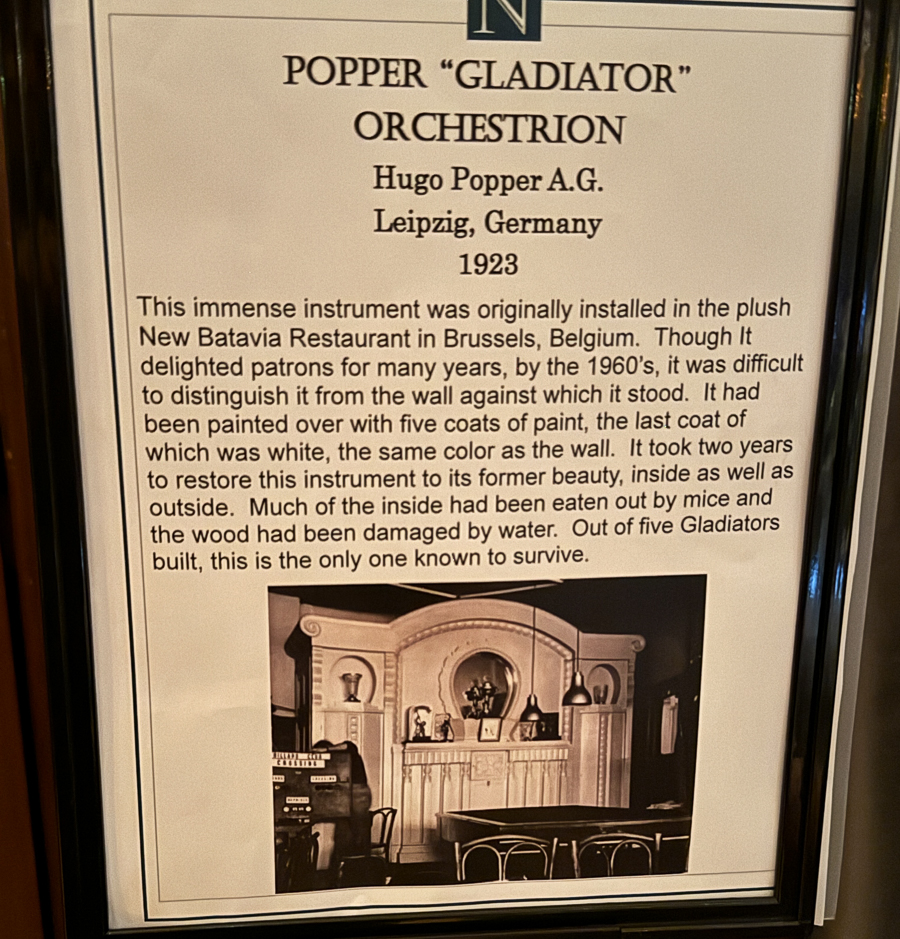 N
POPPER “GLADIATOR”
ORCHESTRION
Hugo Popper A.G.
Leipzig, Germany
1923
This immense instrument was originally installed in the plush
New Batavia Restaurant in Brussels, Belgium.  Though It
delighted patrons for many years, by the 1960’s, it was difficult
to distinguish it from the wall against which it stood.  It had
been painted over with five coats of paint, the last coat of
which was white, the same color as the wall.  It took two years
to restore this instrument to its former beauty, inside as well as
outside.  Much of the inside had been eaten out by mice and
the wood had been damaged by water.  Out of five Gladiators
built, this is the only one known to survive.
CROSSING